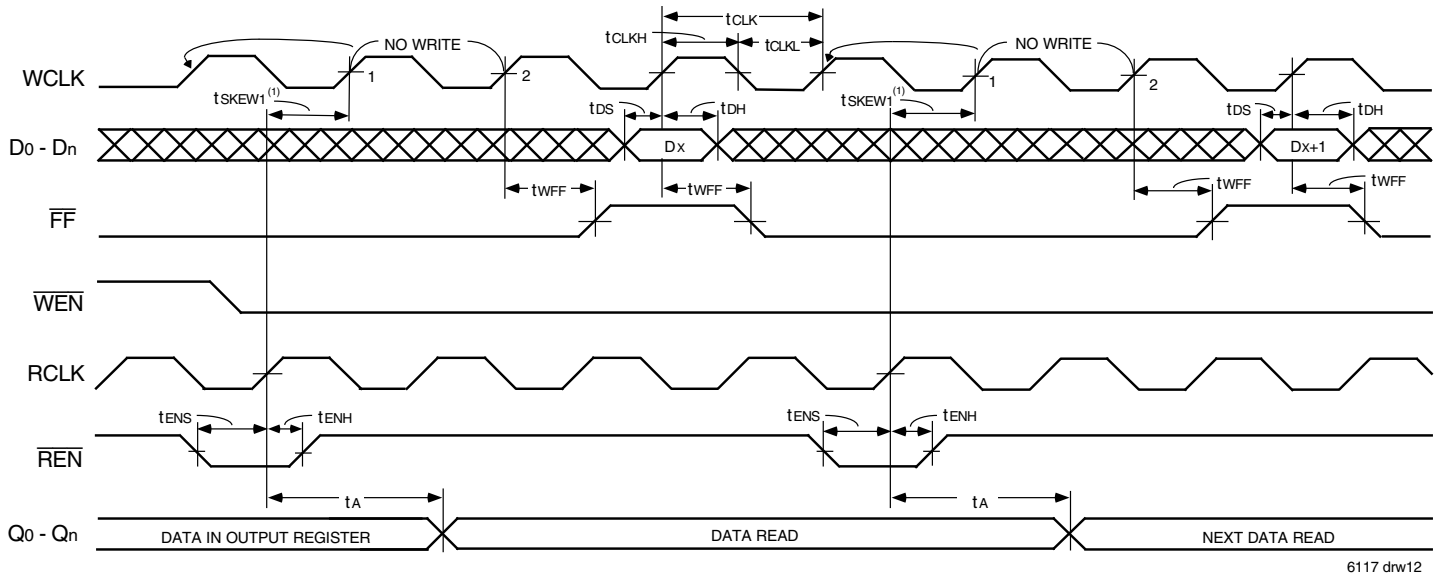 tCLK
tCLKH
tCLKL
NO WRITE
NO WRITE
WCLK
1
2
1
2
tSKEW1(1)
tDS
tDH
tSKEW1(1)
tDS
tDH
D0 - Dn
Dx
Dx+1
tWFF
tWFF
tWFF
tWFF
FF
WEN
RCLK
tENS
tENH
tENS
tENH
REN
tA
tA
Q0 - Qn
DATA IN OUTPUT REGISTER
DATA READ
NEXT DATA READ
6117 drw12